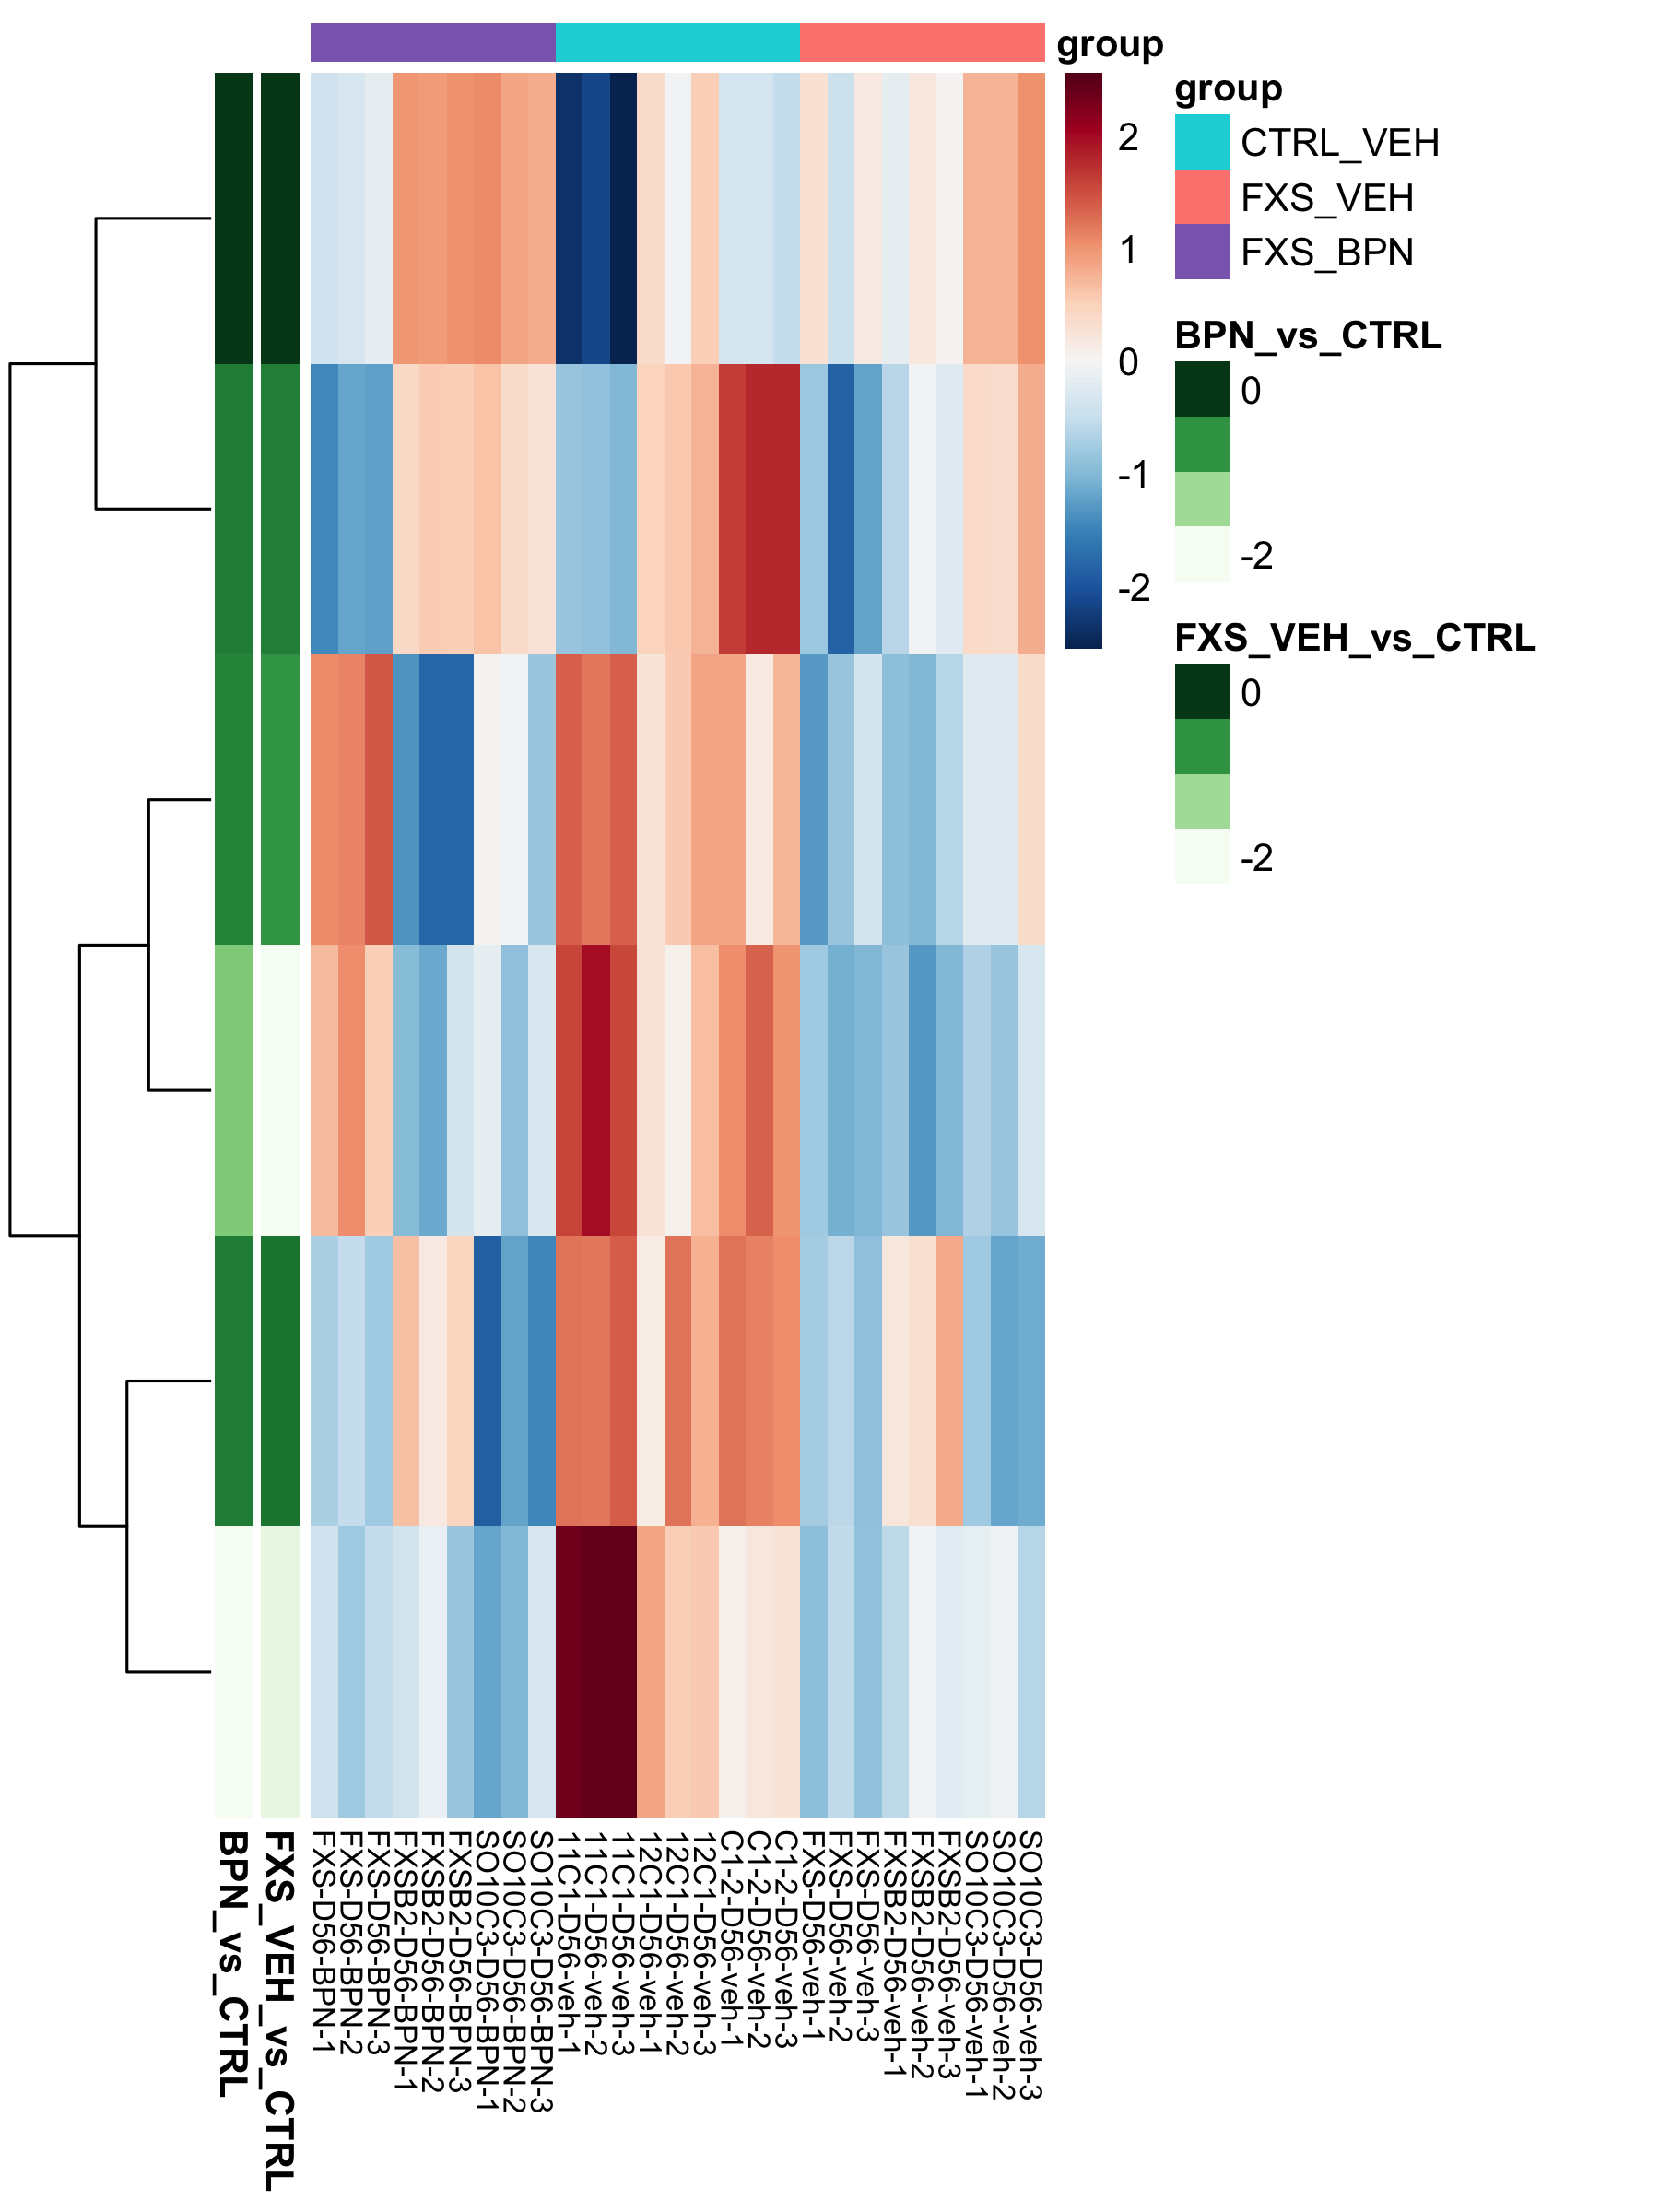 group
2
1
0
-1
-2
group
CTRL_VEH
FXS_VEH
FXS_BPN
BPN_vs_CTRL
0
-2
FXS_VEH_vs_CTRL
0
-2
BPN_vs_CTRL
FXS_VEH_vs_CTRL
FXS-D56-BPN-1
FXS-D56-BPN-2
FXS-D56-BPN-3
FXSB2-D56-BPN-1
FXSB2-D56-BPN-2
FXSB2-D56-BPN-3
SO10C3-D56-BPN-1
SO10C3-D56-BPN-2
SO10C3-D56-BPN-3
11C1-D56-veh-1
11C1-D56-veh-2
11C1-D56-veh-3
12C1-D56-veh-1
12C1-D56-veh-2
12C1-D56-veh-3
C1-2-D56-veh-1
C1-2-D56-veh-2
C1-2-D56-veh-3
FXS-D56-veh-1
FXS-D56-veh-2
FXS-D56-veh-3
FXSB2-D56-veh-1
FXSB2-D56-veh-2
FXSB2-D56-veh-3
SO10C3-D56-veh-1
SO10C3-D56-veh-2
SO10C3-D56-veh-3